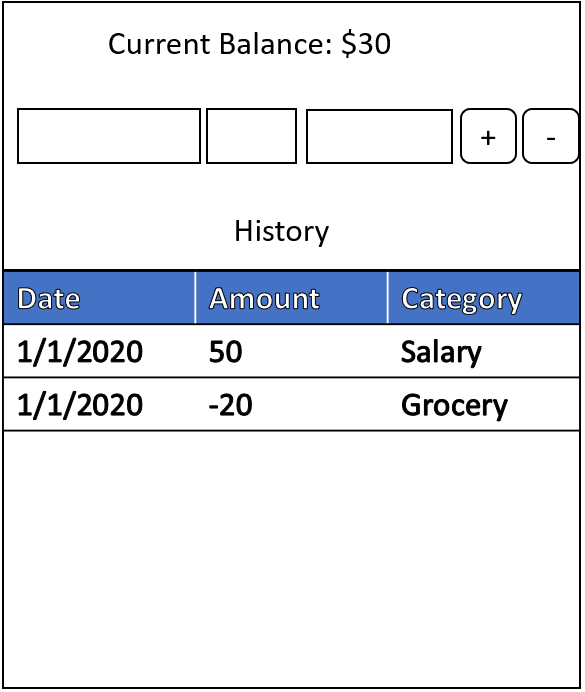 Current Balance: $30
+ -
History
Date Amount Category
1/1/2020 50 Salary
1/1/2020 -20 Grocery